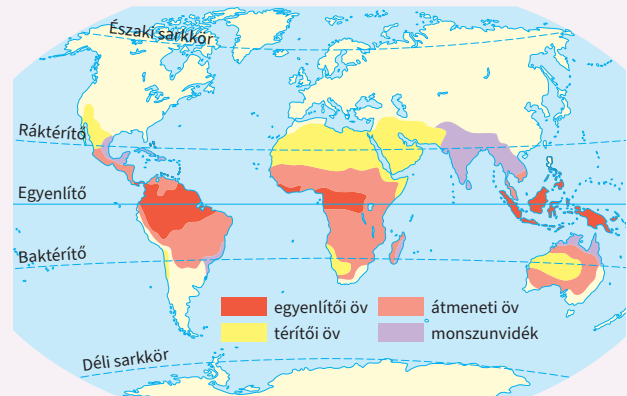 Északi sarkkör
Ráktérítő
Egyenlítő
Baktérítő
egyenlítői öv
átmeneti öv
térítői öv
monszunvidék
Déli sarkkör